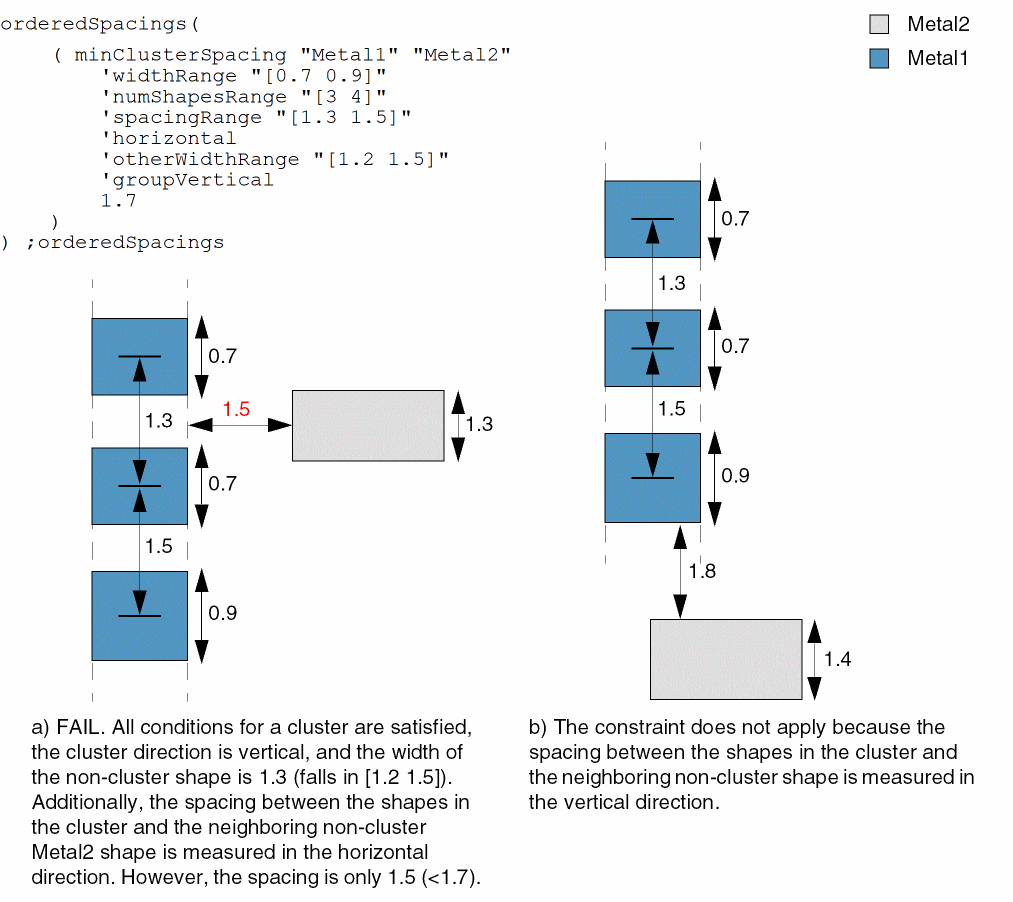 orderedSpacings(
( minClusterSpacing "Metal1" "Metal2"
'widthRange "[0.7 0.9]"
'numShapesRange "[3 4]"
'spacingRange "[1.3 1.5]"
'horizontal
'otherWidthRange "[1.2 1.5]"
'groupVertical
1.7
)
) ;orderedSpacings
Metal2
Metal1
0.7
1.3
1.5
1.3
0.7
1.5
0.9
0.7
1.3
0.7
1.5
0.9
1.8
1.4
a) FAIL. All conditions for a cluster are satisfied,
the cluster direction is vertical, and the width of
the non-cluster shape is 1.3 (falls in [1.2 1.5]).
Additionally, the spacing between the shapes in
the cluster and the neighboring non-cluster
Metal2 shape is measured in the horizontal
direction. However, the spacing is only 1.5 (<1.7).
b) The constraint does not apply because the
spacing between the shapes in the cluster and
the neighboring non-cluster shape is measured in
the vertical direction.